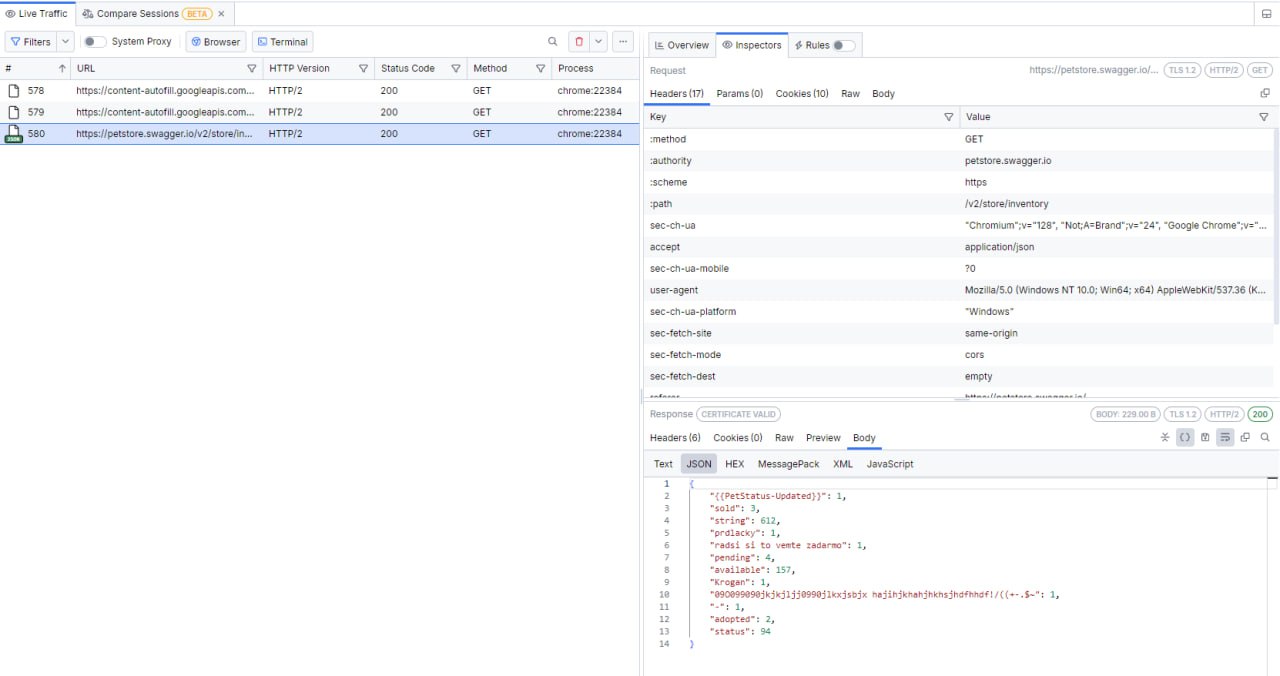 Live Traffic Compare Sessions BETA
Filters System Proxy Browser Terminal ...
# URL HTTP Version Status Code Method Process
578 https://content-autofill.googleapis.com... HTTP/2 200 GET chrome:22384
579 https://content-autofill.googleapis.com... HTTP/2 200 GET chrome:22384
JSON 580 https://petstore.swagger.io/v2/store/in... HTTP/2 200 GET chrome:22384
Overview Inspectors Rules
Request https://petstore.swagger.io/... TLS 1.2 HTTP/2 GET
Headers (17) Params (0) Cookies (10) Raw Body
Key Value
:method GET
:authority petstore.swagger.io
:scheme https
:path /v2/store/inventory
sec-ch-ua "Chromium";v="128", "Not;A=Brand";v="24", "Google Chrome";v="...
accept application/json
sec-ch-ua-mobile ?0
user-agent Mozilla/5.0 (Windows NT 10.0; Win64; x64) AppleWebKit/537.36 (K...
sec-ch-ua-platform "Windows"
sec-fetch-site same-origin
sec-fetch-mode cors
sec-fetch-dest empty
referer https://petstore.swagger.io/
Response CERTIFICATE VALID BODY: 229.00 B TLS 1.2 HTTP/2 200
Headers (6) Cookies (0) Raw Preview Body
Text JSON HEX MessagePack XML JavaScript
1 {
2 "{{PetStatus-Updated}}": 1,
3 "sold": 3,
4 "string": 612,
5 "prdlacky": 1,
6 "radsi si to vemte zadarmo": 1,
7 "pending": 4,
8 "available": 157,
9 "Krogan": 1,
10 "09O099090jkjkjljj0990jlkxjsbjx hajihjkhahjhkhsjhdfhhdf!/((+-.$~": 1,
11 "-": 1,
12 "adopted": 2,
13 "status": 94
14 }